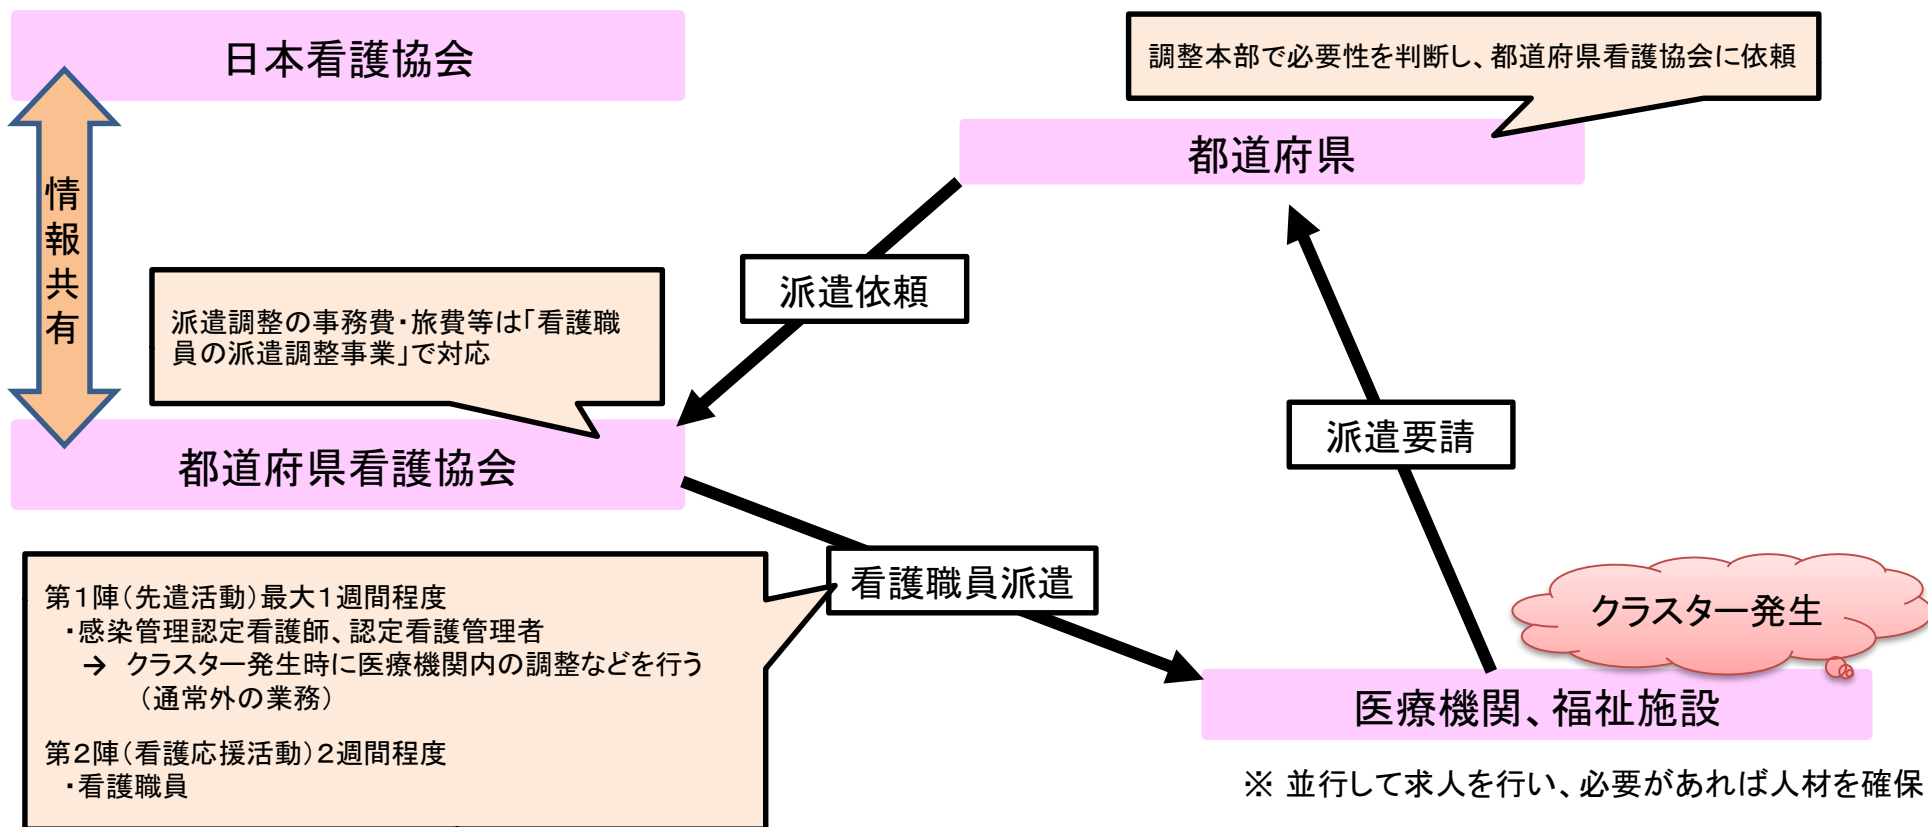 日本看護協会
調整本部で必要性を判断し、都道府県看護協会に依頼
都道府県
情報共有
派遣依頼
派遣調整の事務費・旅費等は「看護職
員の派遣調整事業」で対応
派遣要請
都道府県看護協会
看護職員派遣
第1陣（先遣活動）最大1週間程度
・感染管理認定看護師、認定看護管理者
→ クラスター発生時に医療機関内の調整などを行う
（通常外の業務）
第2陣（看護応援活動）2週間程度
・看護職員
クラスター発生
医療機関、福祉施設
※ 並行して求人を行い、必要があれば人材を確保